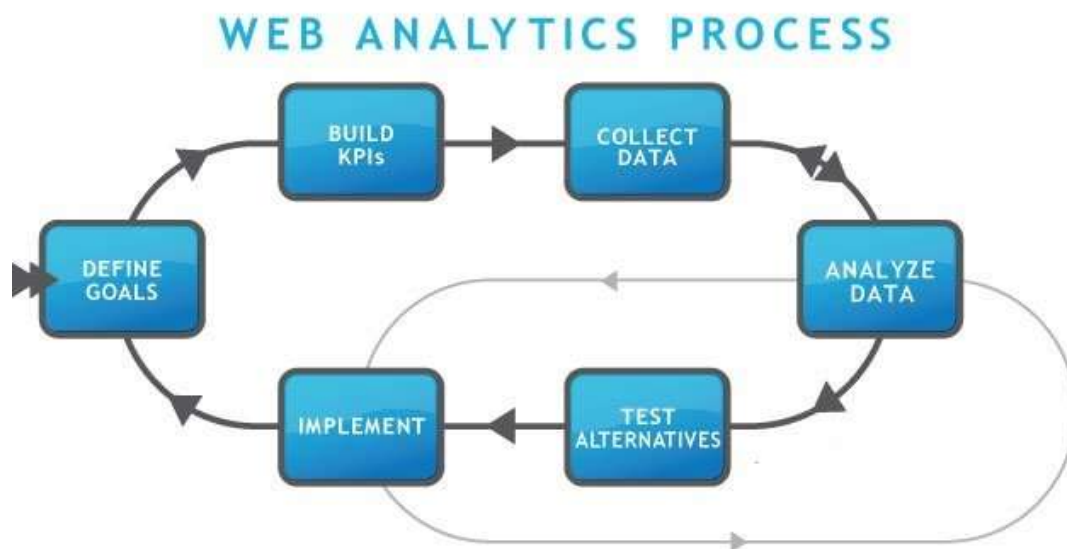 WEB ANALYTICS PROCESS
BUILD
KPIs
COLLECT
DATA
DEFINE
GOALS
ANALYZE
DATA
IMPLEMENT
TEST
ALTERNATIVES